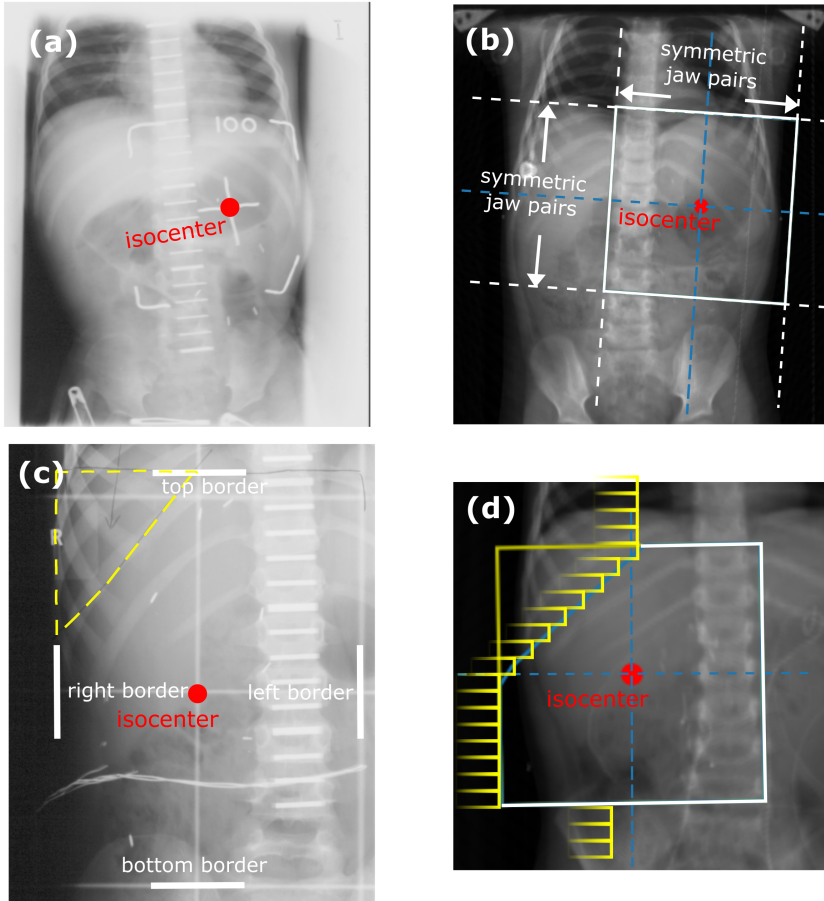 (a)
I
100
isocenter
(b)
symmetric
jaw pairs
symmetric
jaw pairs
isocenter
(c)
top border
R
right border
left border
isocenter
bottom border
(d)
isocenter